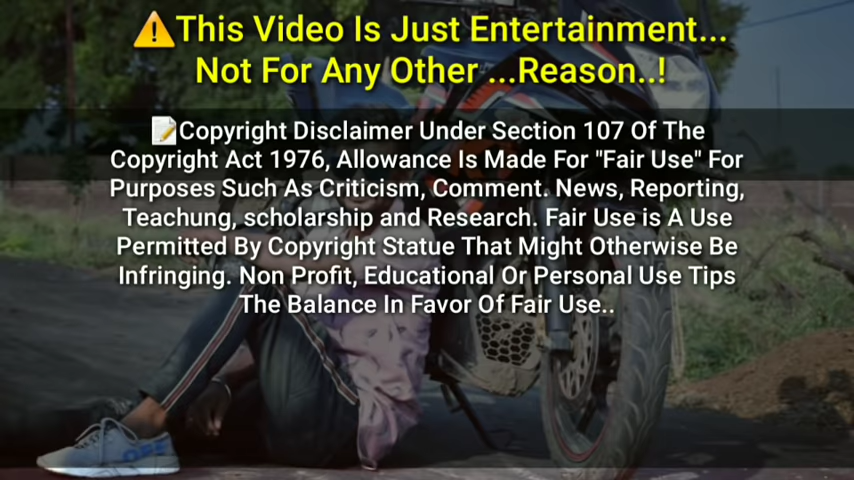 ⚠️This Video Is Just Entertainment...
Not For Any Other ...Reason..!
📝Copyright Disclaimer Under Section 107 Of The
Copyright Act 1976, Allowance Is Made For "Fair Use" For
Purposes Such As Criticism, Comment. News, Reporting,
Teachung, scholarship and Research. Fair Use is A Use
Permitted By Copyright Statue That Might Otherwise Be
Infringing. Non Profit, Educational Or Personal Use Tips
The Balance In Favor Of Fair Use..